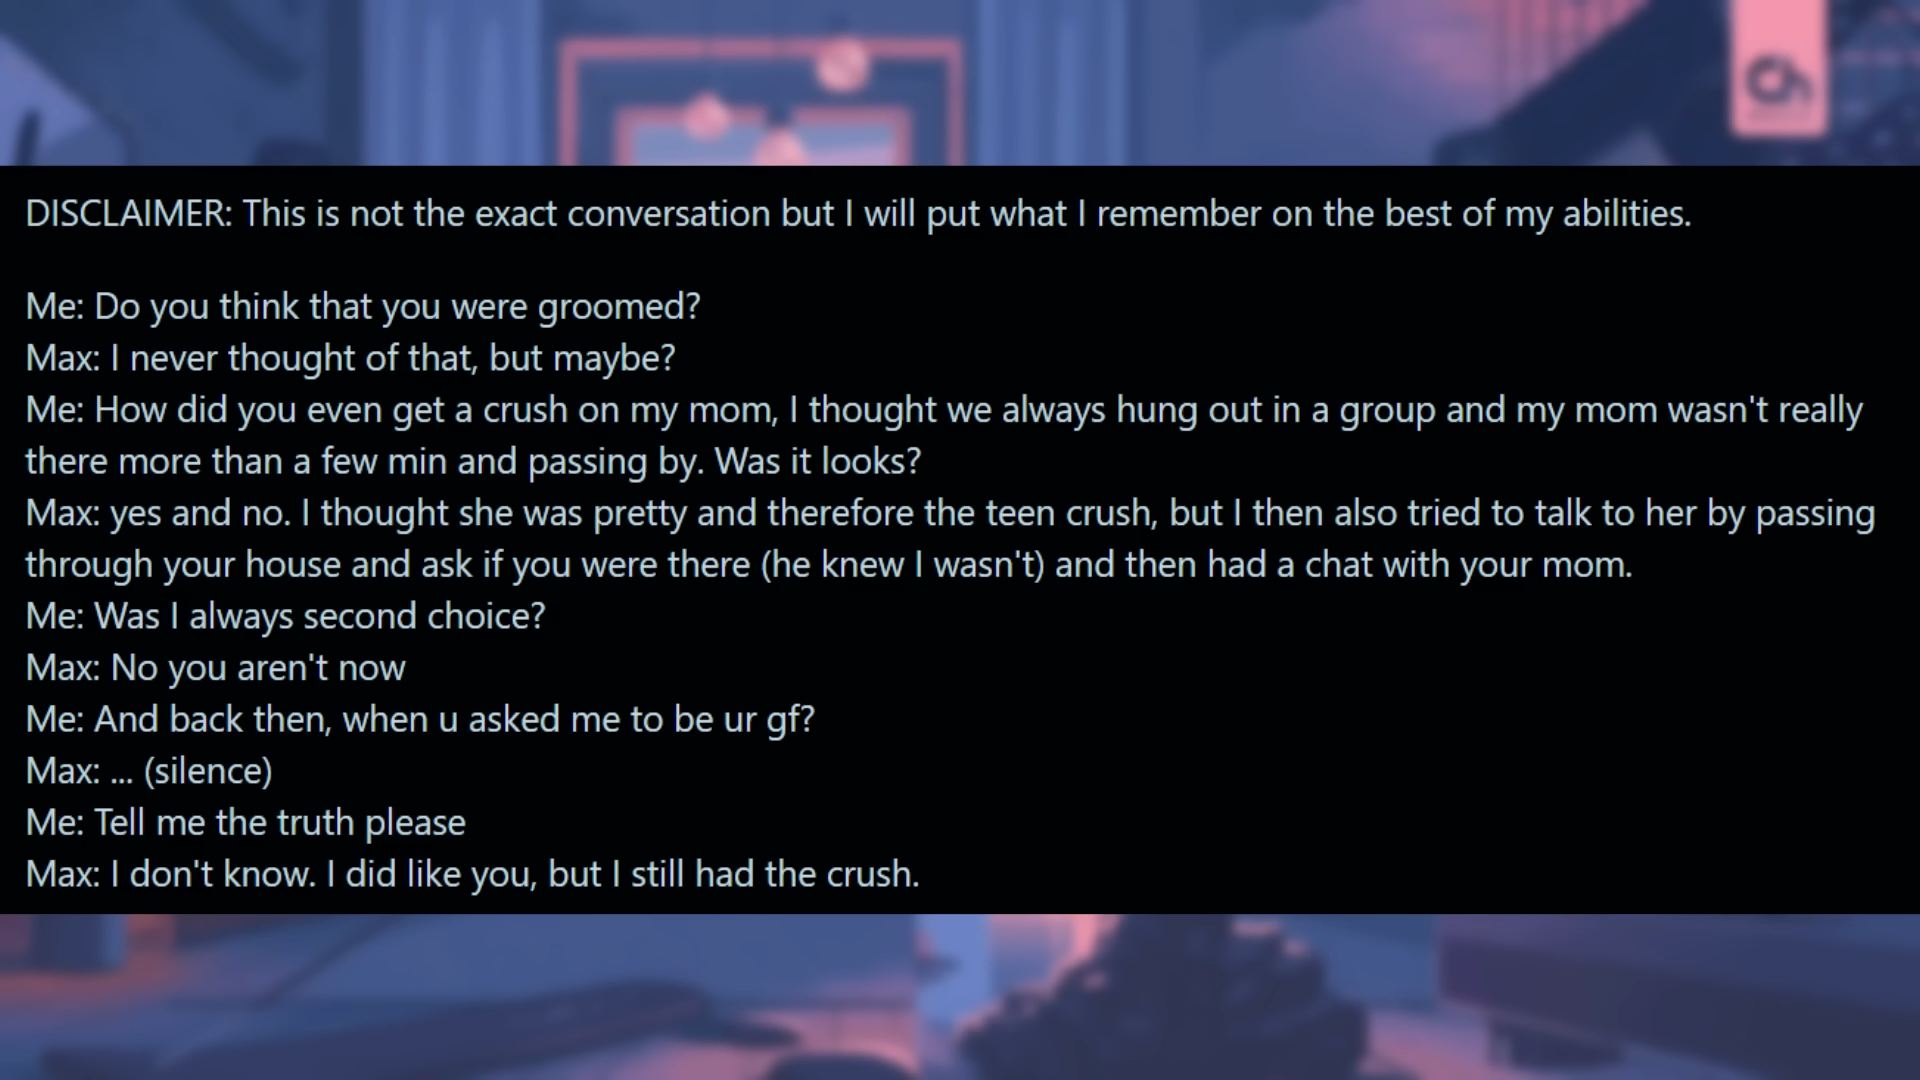 DISCLAIMER: This is not the exact conversation but I will put what I remember on the best of my abilities.
Me: Do you think that you were groomed?
Max: I never thought of that, but maybe?
Me: How did you even get a crush on my mom, I thought we always hung out in a group and my mom wasn't really
there more than a few min and passing by. Was it looks?
Max: yes and no. I thought she was pretty and therefore the teen crush, but I then also tried to talk to her by passing
through your house and ask if you were there (he knew I wasn't) and then had a chat with your mom.
Me: Was I always second choice?
Max: No you aren't now
Me: And back then, when u asked me to be ur gf?
Max: ... (silence)
Me: Tell me the truth please
Max: I don't know. I did like you, but I still had the crush.